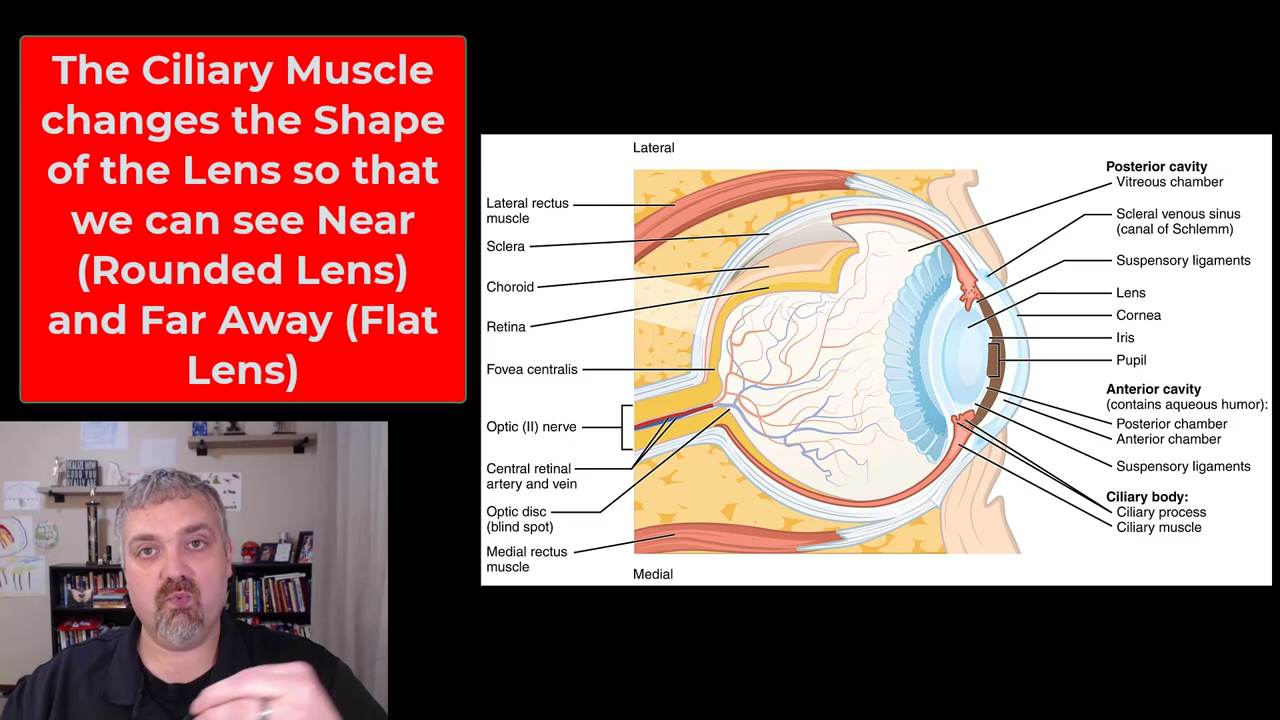 The Ciliary Muscle
changes the Shape
of the Lens so that
we can see Near
(Rounded Lens)
and Far Away (Flat
Lens)
Lateral
Lateral rectus
muscle
Sclera
Choroid
Retina
Fovea centralis
Optic (II) nerve
Central retinal
artery and vein
Optic disc
(blind spot)
Medial rectus
muscle
Medial
Posterior cavity
Vitreous chamber
Scleral venous sinus
(canal of Schlemm)
Suspensory ligaments
Lens
Cornea
Iris
Pupil
Anterior cavity
(contains aqueous humor):
Posterior chamber
Anterior chamber
Suspensory ligaments
Ciliary body:
Ciliary process
Ciliary muscle